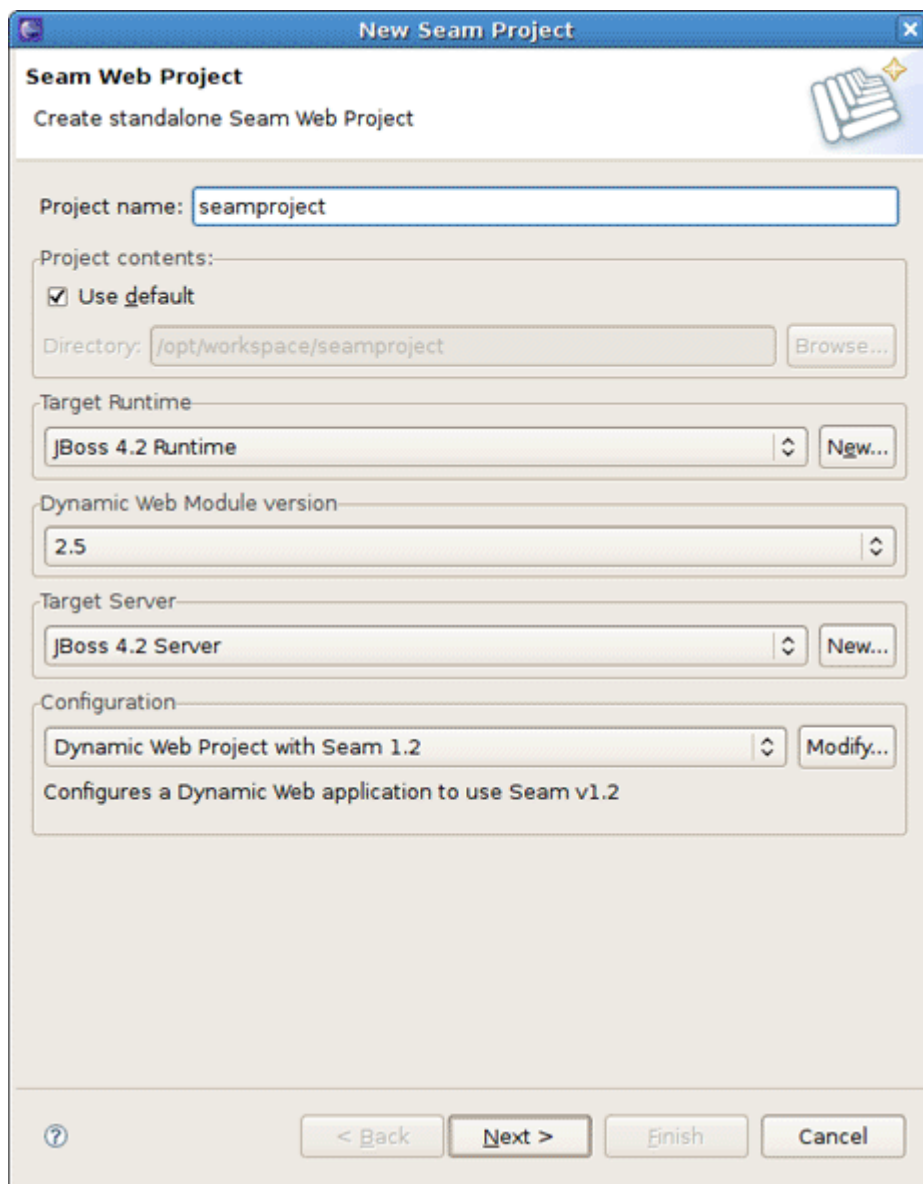 New Seam Project
Seam Web Project
Create standalone Seam Web Project
Project name: seamproject
Project contents:
Use default
Directory: /opt/workspace/seamproject Browse...
Target Runtime
JBoss 4.2 Runtime New...
Dynamic Web Module version
2.5
Target Server
JBoss 4.2 Server New...
Configuration
Dynamic Web Project with Seam 1.2 Modify...
Configures a Dynamic Web application to use Seam v1.2
? < Back Next > Finish Cancel